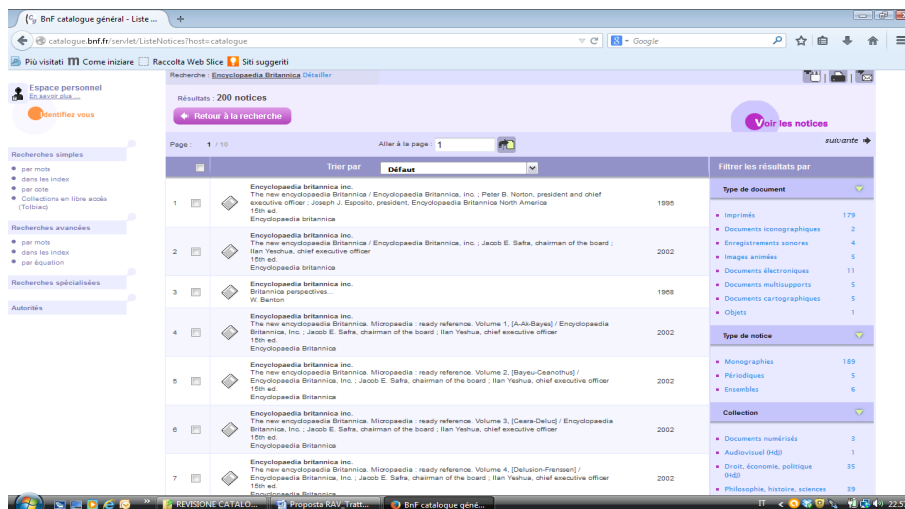 BnF catalogue général - Liste ...
catalogue.bnf.fr/servlet/ListeNotices?host=catalogue
Google
Più visitati Come iniziare Raccolta Web Slice Siti suggeriti
Recherche : Encyclopaedia Britannica Détailler
Espace personnel
En savoir plus ...
Identifiez vous
Résultats : 200 notices
Retour à la recherche
Voir les notices
Page : 1 / 10
Aller à la page : 1
suivante
Recherches simples
par mots
dans les index
par cote
Collections en libre accès
(Tolbiac)
Recherches avancées
par mots
dans les index
par équation
Recherches spécialisées
Autorités
Trier par Défaut
1
Encyclopaedia britannica inc.
The new encyclopaedia Britannica / Encyclopaedia Britannica, inc. ; Peter B. Norton, president and chief
executive officer ; Joseph J. Esposito, president, Encyclopaedia Britannica North America
15th ed.
Encyclopaedia britannica
1995
2
Encyclopaedia britannica inc.
The new encyclopaedia Britannica / Encyclopaedia Britannica, inc. ; Jacob E. Safra, chairman of the board ;
Ilan Yeshua, chief executive officer
15th ed.
Encyclopaedia britannica
2002
3
Encyclopaedia britannica inc.
Britannica perspectives...
W. Benton
1968
4
Encyclopaedia britannica inc.
The new encyclopaedia Britannica. Micropaedia : ready reference. Volume 1, [A-Ak-Bayes] / Encyclopaedia
Britannica, Inc. ; Jacob E. Safra, chairman of the board ; Ilan Yeshua, chief executive officer
15th ed.
Encyclopaedia Britannica
2002
5
Encyclopaedia britannica inc.
The new encyclopaedia Britannica. Micropaedia : ready reference. Volume 2, [Bayeu-Ceanothus] /
Encyclopaedia Britannica, Inc. ; Jacob E. Safra, chairman of the board ; Ilan Yeshua, chief executive officer
15th ed.
Encyclopaedia Britannica
2002
6
Encyclopaedia britannica inc.
The new encyclopaedia Britannica. Micropaedia : ready reference. Volume 3, [Ceara-Deluc] / Encyclopaedia
Britannica, Inc. ; Jacob E. Safra, chairman of the board ; Ilan Yeshua, chief executive officer
15th ed.
Encyclopaedia Britannica
2002
7
Encyclopaedia britannica inc.
The new encyclopaedia Britannica. Micropaedia : ready reference. Volume 4, [Delusion-Frenssen] /
Encyclopaedia Britannica, Inc. ; Jacob E. Safra, chairman of the board ; Ilan Yeshua, chief executive officer
15th ed.
Encyclopaedia Britannica
2002
Filtrer les résultats par
Type de document
Imprimés 179
Documents iconographiques 2
Enregistrements sonores 4
Images animées 5
Documents électroniques 11
Documents multisupports 5
Documents cartographiques 5
Objets 1
Type de notice
Monographies 189
Périodiques 5
Ensembles 6
Collection
Documents numérisés 3
Audiovisuel (HdJ) 1
Droit, économie, politique 35
(HdJ)
Philosophie, histoire, sciences 39
REVISIONE CATALO... Proposta RAV_Tratt... BnF catalogue géné... IT